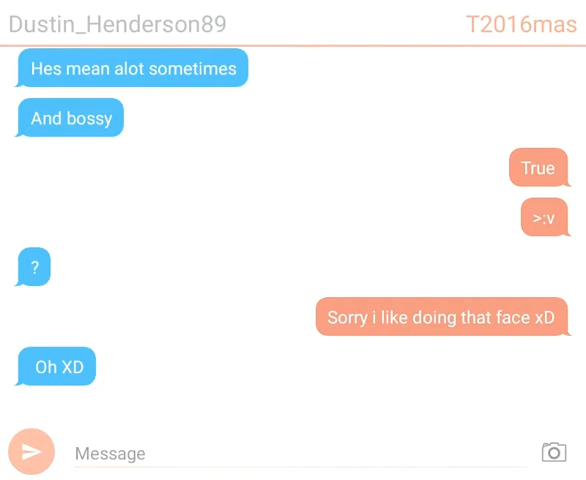 Dustin_Henderson89
T2016mas
Hes mean alot sometimes
And bossy
True
>:v
?
Sorry i like doing that face xD
Oh XD
Message